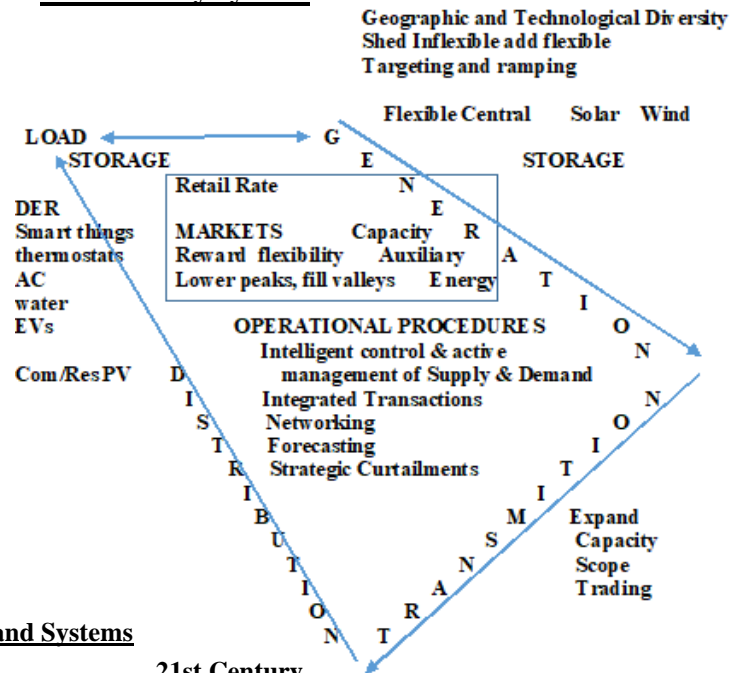 Geographic and Technological Diversity
Shed Inflexible add flexible
Targeting and ramping
Flexible Central Solar Wind
LOAD
STORAGE
GENERATION
STORAGE
Retail Rate
MARKETS Capacity
Reward flexibility Auxiliary
Lower peaks, fill valleys Energy
DER
Smart things
thermostats
AC
water
EVs
Com/Res PV
OPERATIONAL PROCEDURES
Intelligent control & active
management of Supply & Demand
Integrated Transactions
Networking
Forecasting
Strategic Curtailments
DISTRIBUTION
TRANSMITION
Expand
Capacity
Scope
Trading
and Systems
21st Century